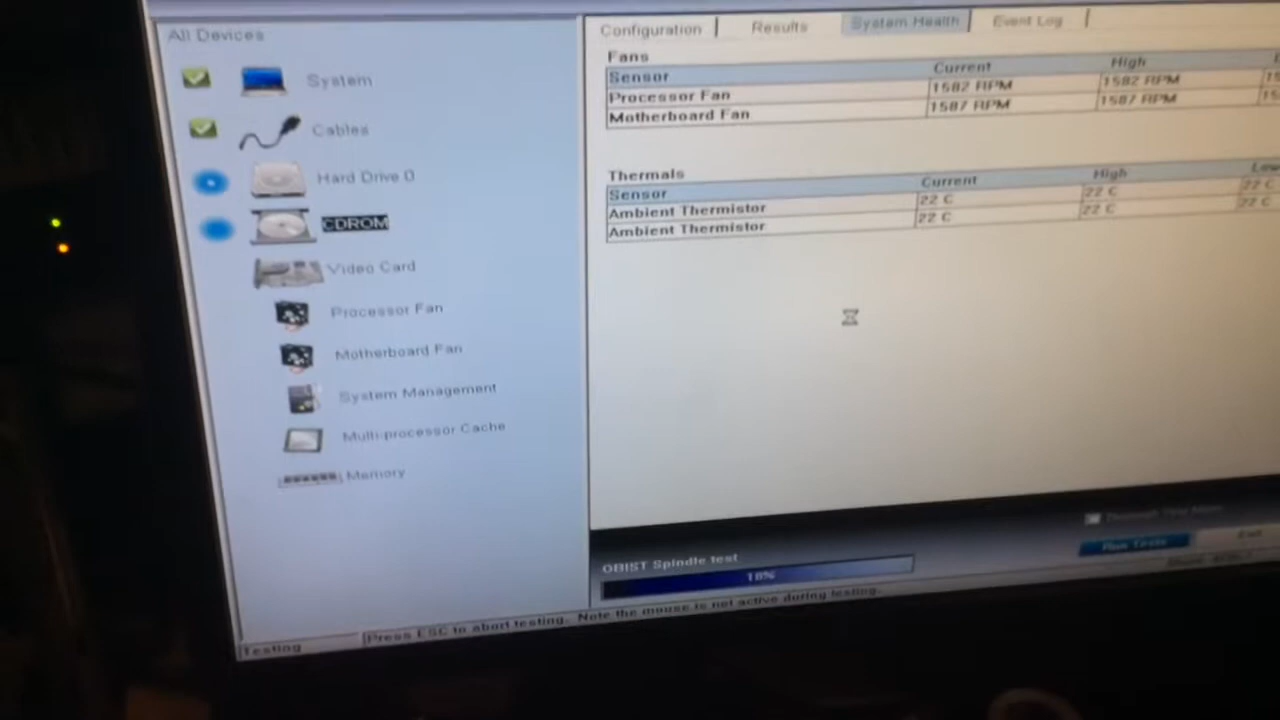 All Devices
System
Cables
Hard Drive 0
CDROM
Video Card
Processor Fan
Motherboard Fan
System Management
Multi-processor Cache
Memory
Configuration Results System Health Event Log
Fans
Sensor Current High
Processor Fan 1582 RPM 1582 RPM
Motherboard Fan 1587 RPM 1587 RPM
Thermals
Sensor Current High
Ambient Thermistor 22 C 22 C 22 C
Ambient Thermistor 22 C 22 C 22 C
OBIST Spindle test
18%
Run Tests Exit
Testing Press ESC to abort testing. Note the mouse is not active during testing.